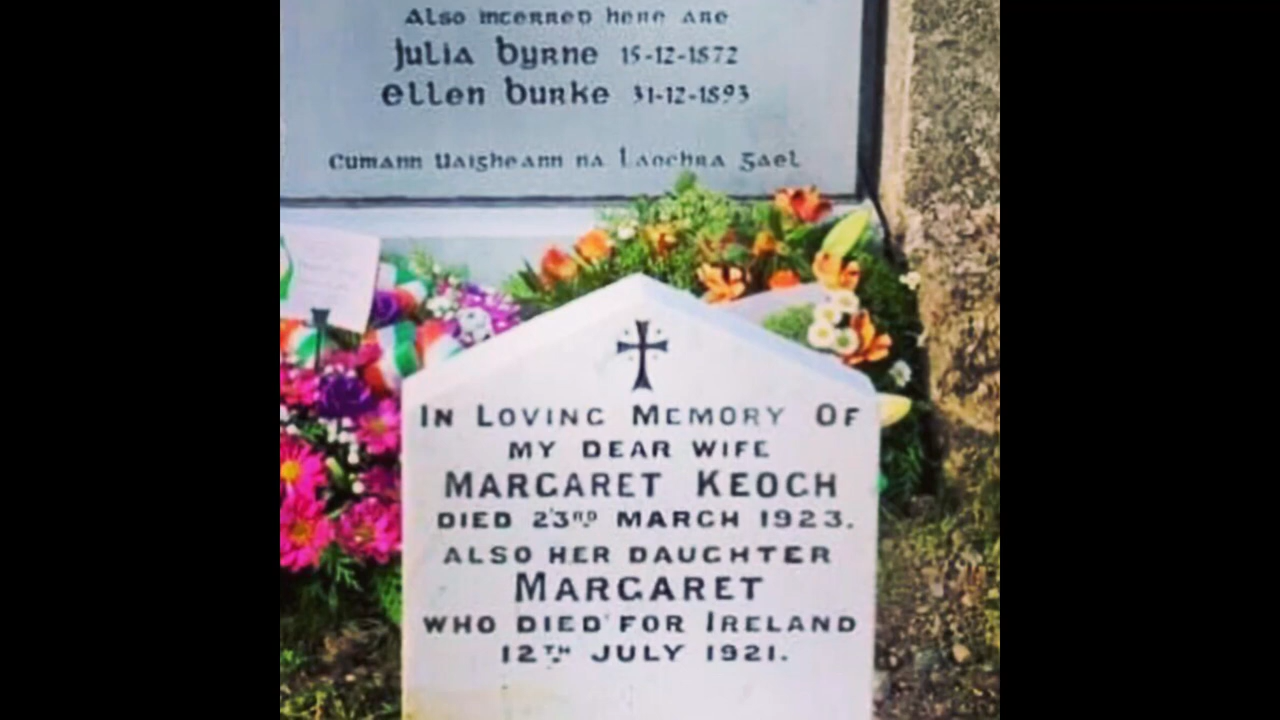 Also interred here are
Julia Byrne 15-12-1872
Ellen Burke 31-12-1893
Cumann Uaigheann na Laochra Gael
IN LOVING MEMORY OF
MY DEAR WIFE
MARGARET KEOGH
DIED 23RD MARCH 1923.
ALSO HER DAUGHTER
MARGARET
WHO DIED FOR IRELAND
12TH JULY 1921.